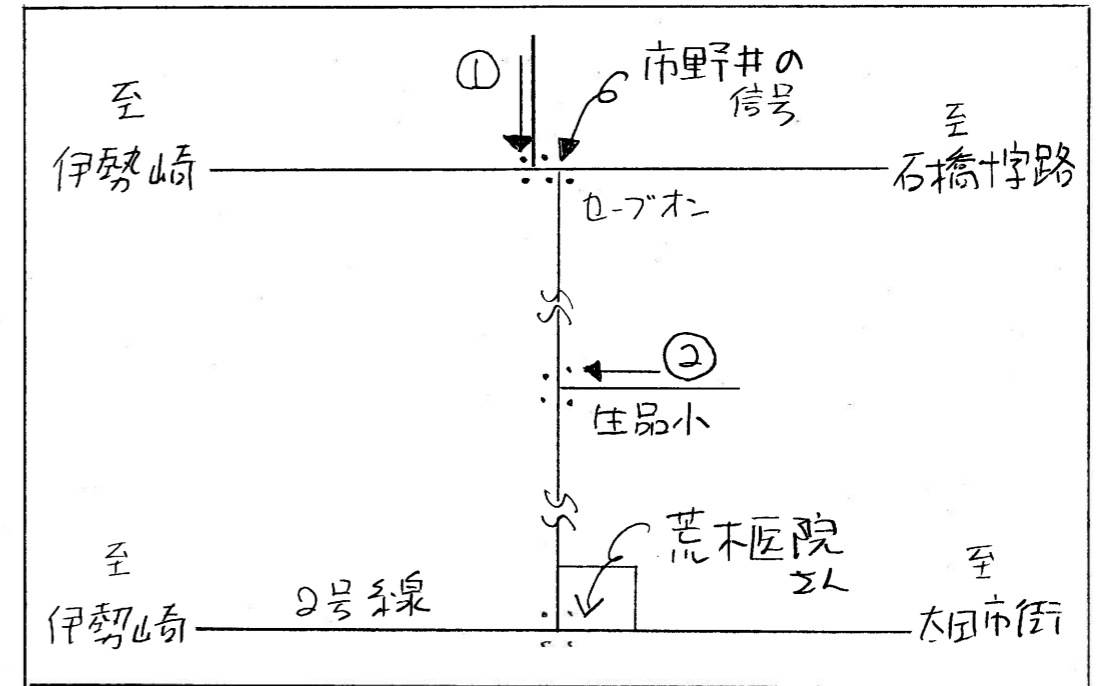 ①
市野井の
信号
至
伊勢崎
至
石橋十字路
セーブオン
②
生品小
荒木医院
さん
至
伊勢崎
2号線
至
太田市街